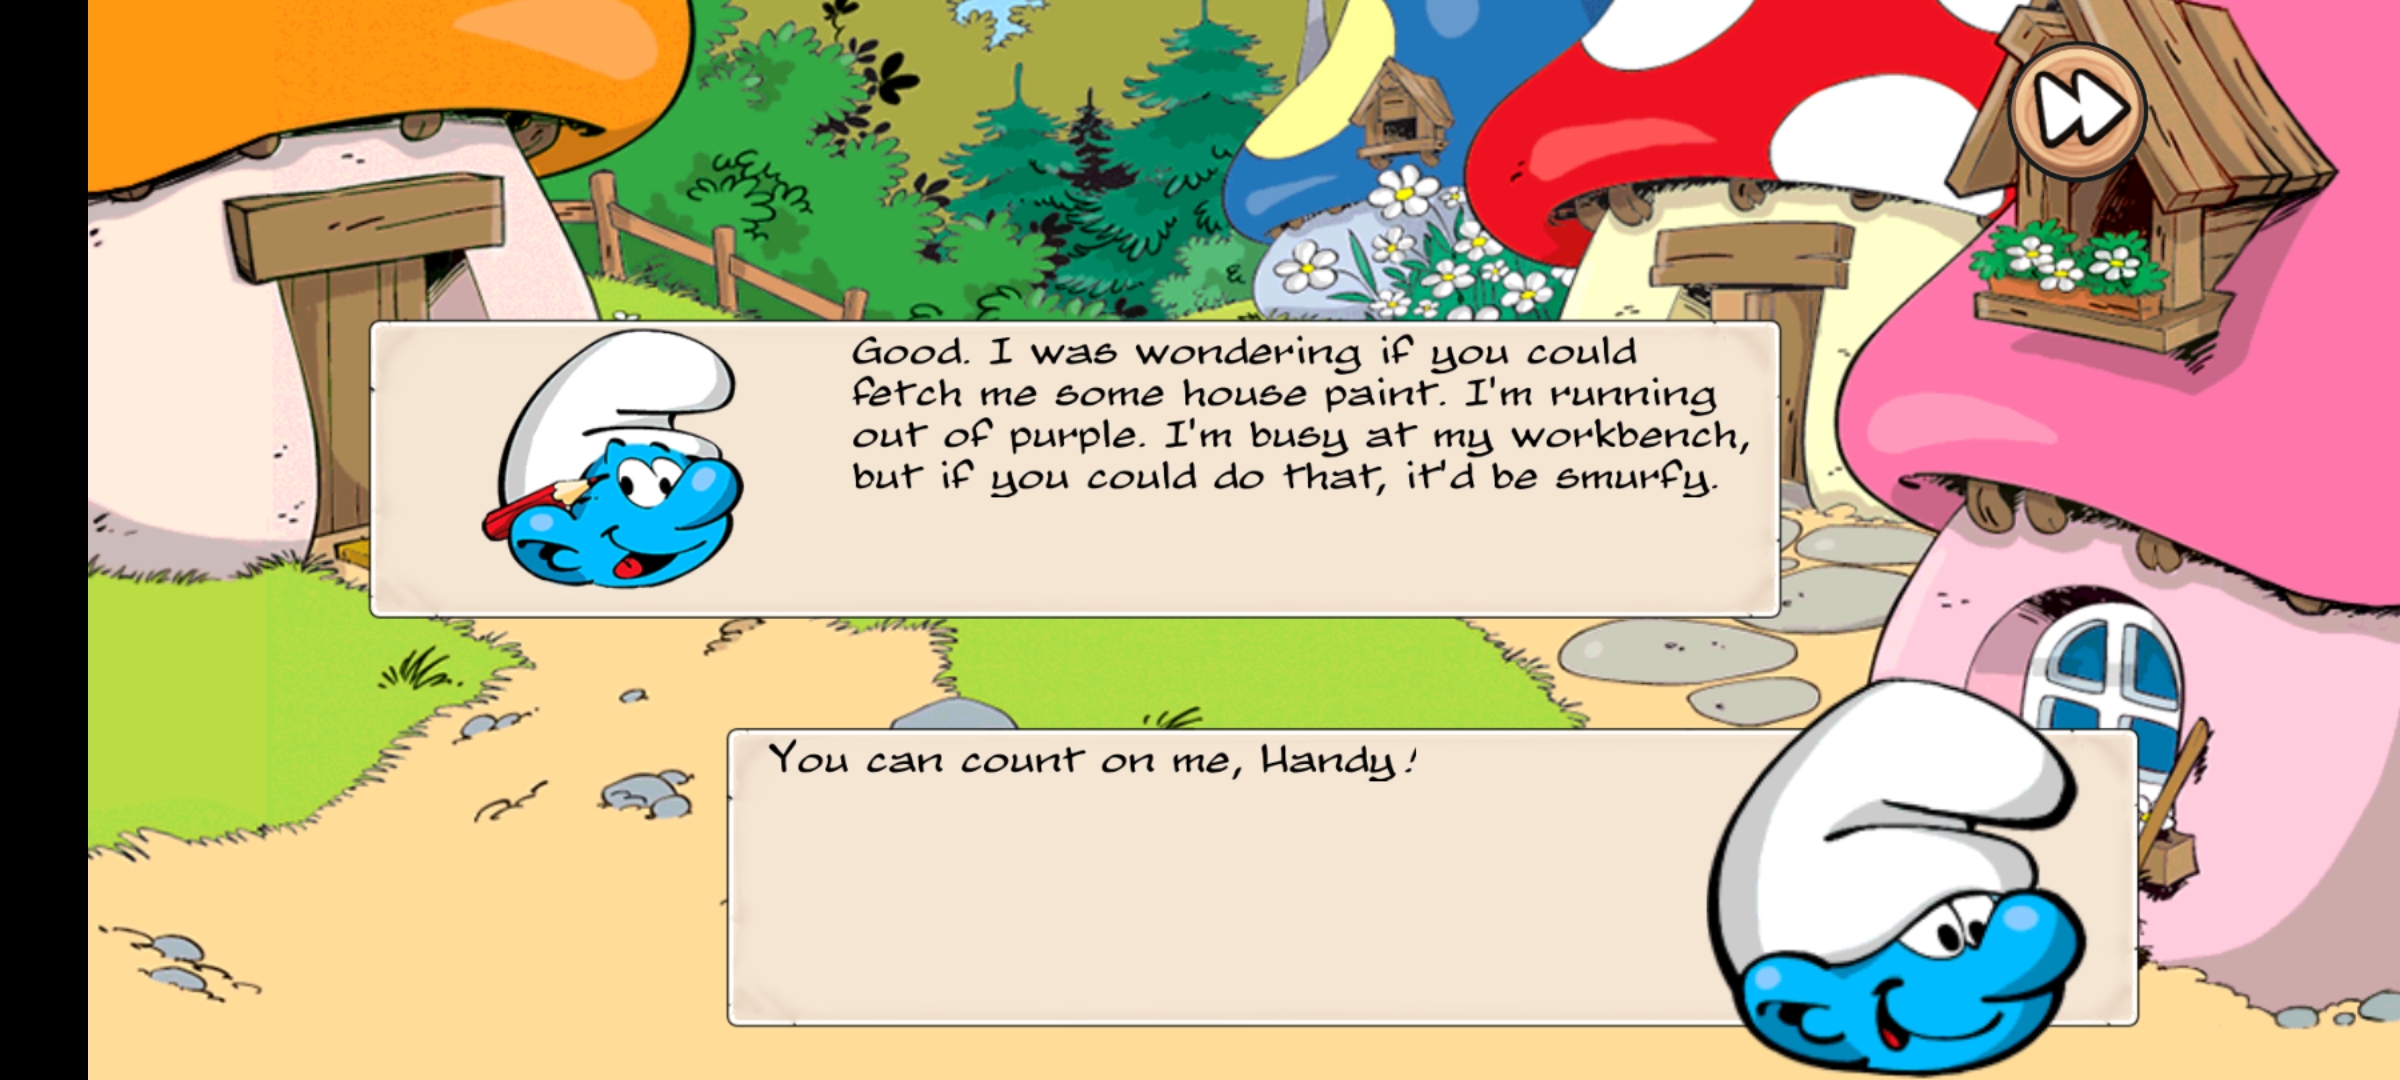 Good. I was wondering if you could
fetch me some house paint. I'm running
out of purple. I'm busy at my workbench,
but if you could do that, it'd be smurfy.
You can count on me, Handy!